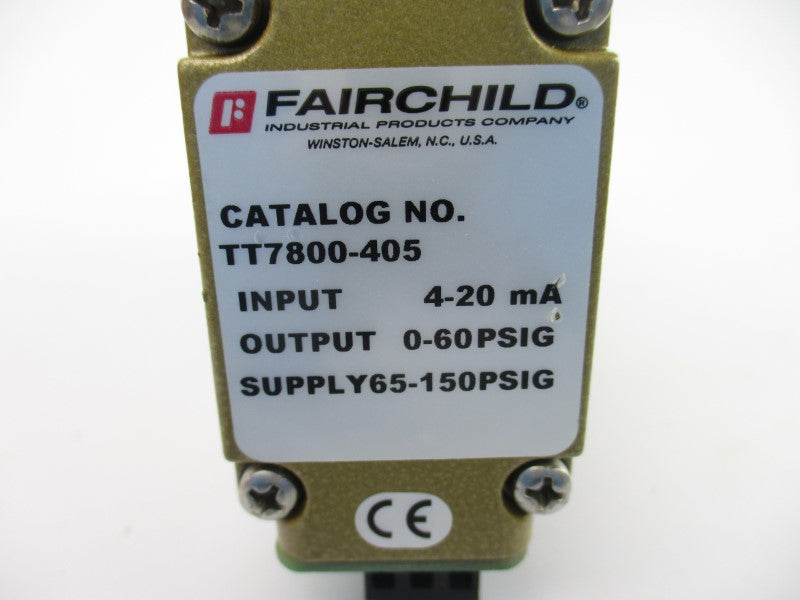 FAIRCHILD®
INDUSTRIAL PRODUCTS COMPANY
WINSTON-SALEM, N.C., U.S.A.
CATALOG NO.
TT7800-405
INPUT 4-20 mA
OUTPUT 0-60PSIG
SUPPLY65-150PSIG
CE